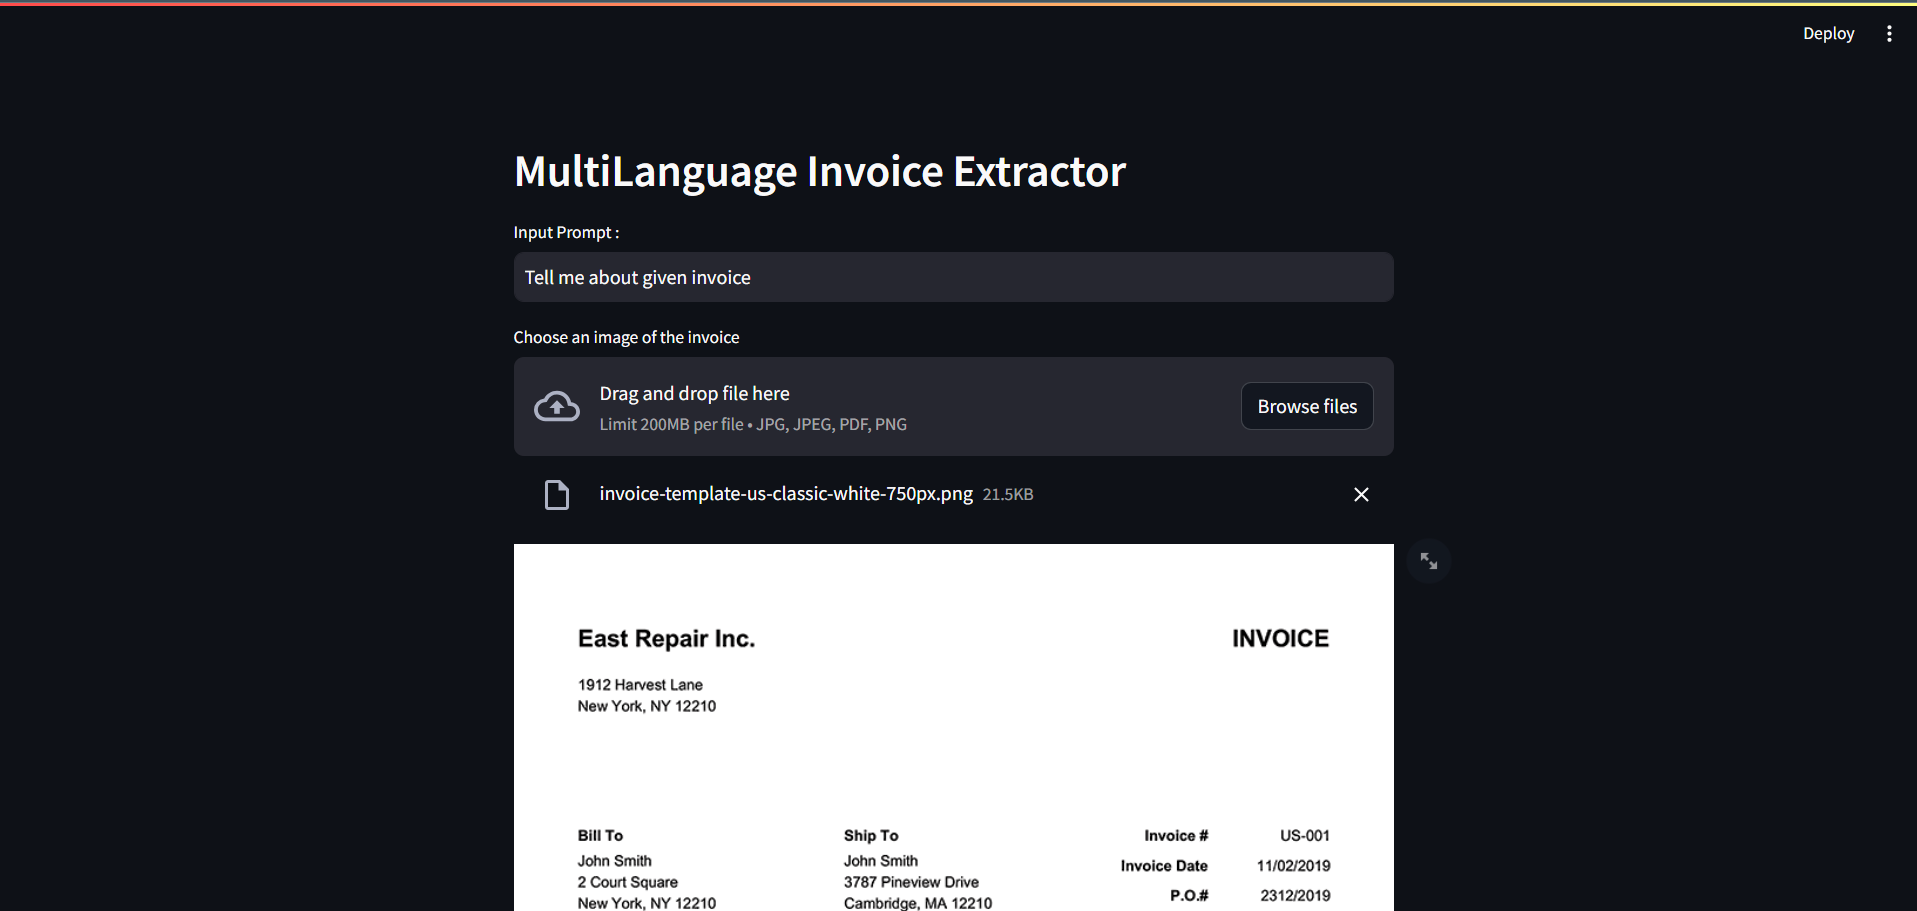 Deploy
MultiLanguage Invoice Extractor
Input Prompt :
Tell me about given invoice
Choose an image of the invoice
Drag and drop file here
Limit 200MB per file • JPG, JPEG, PDF, PNG
Browse files
invoice-template-us-classic-white-750px.png 21.5KB
East Repair Inc.
INVOICE
1912 Harvest Lane
New York, NY 12210
Bill To
John Smith
2 Court Square
New York, NY 12210
Ship To
John Smith
3787 Pineview Drive
Cambridge, MA 12210
Invoice # US-001
Invoice Date 11/02/2019
P.O.# 2312/2019